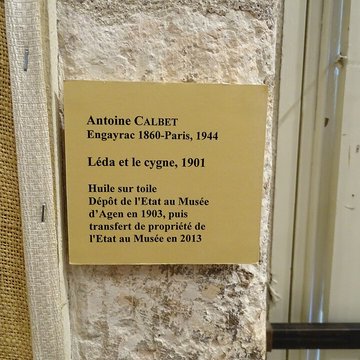 Antoine CALBET
Engayrac 1860-Paris, 1944
Léda et le cygne, 1901
Huile sur toile
Dépôt de l'Etat au Musée
d'Agen en 1903, puis
transfert de propriété de
l'Etat au Musée en 2013